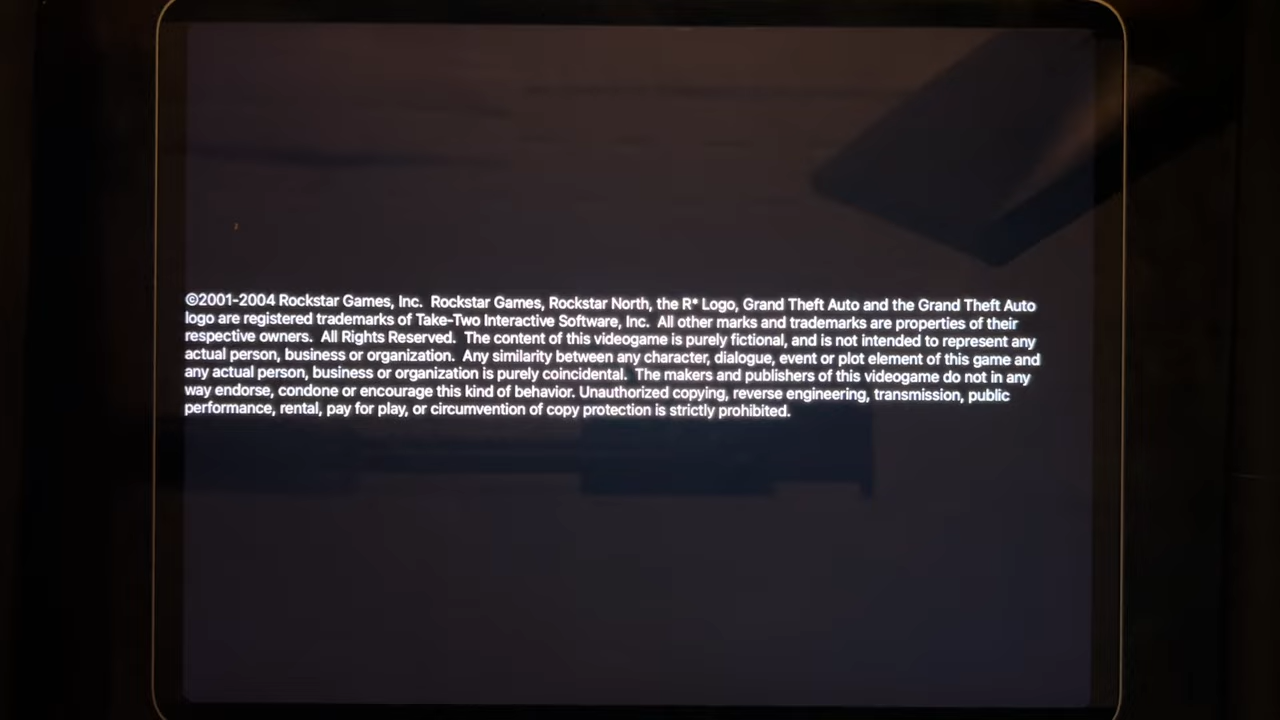 ©2001-2004 Rockstar Games, Inc.  Rockstar Games, Rockstar North, the R* Logo, Grand Theft Auto and the Grand Theft Auto
logo are registered trademarks of Take-Two Interactive Software, Inc.  All other marks and trademarks are properties of their
respective owners.  All Rights Reserved.  The content of this videogame is purely fictional, and is not intended to represent any
actual person, business or organization.  Any similarity between any character, dialogue, event or plot element of this game and
any actual person, business or organization is purely coincidental.  The makers and publishers of this videogame do not in any
way endorse, condone or encourage this kind of behavior. Unauthorized copying, reverse engineering, transmission, public
performance, rental, pay for play, or circumvention of copy protection is strictly prohibited.